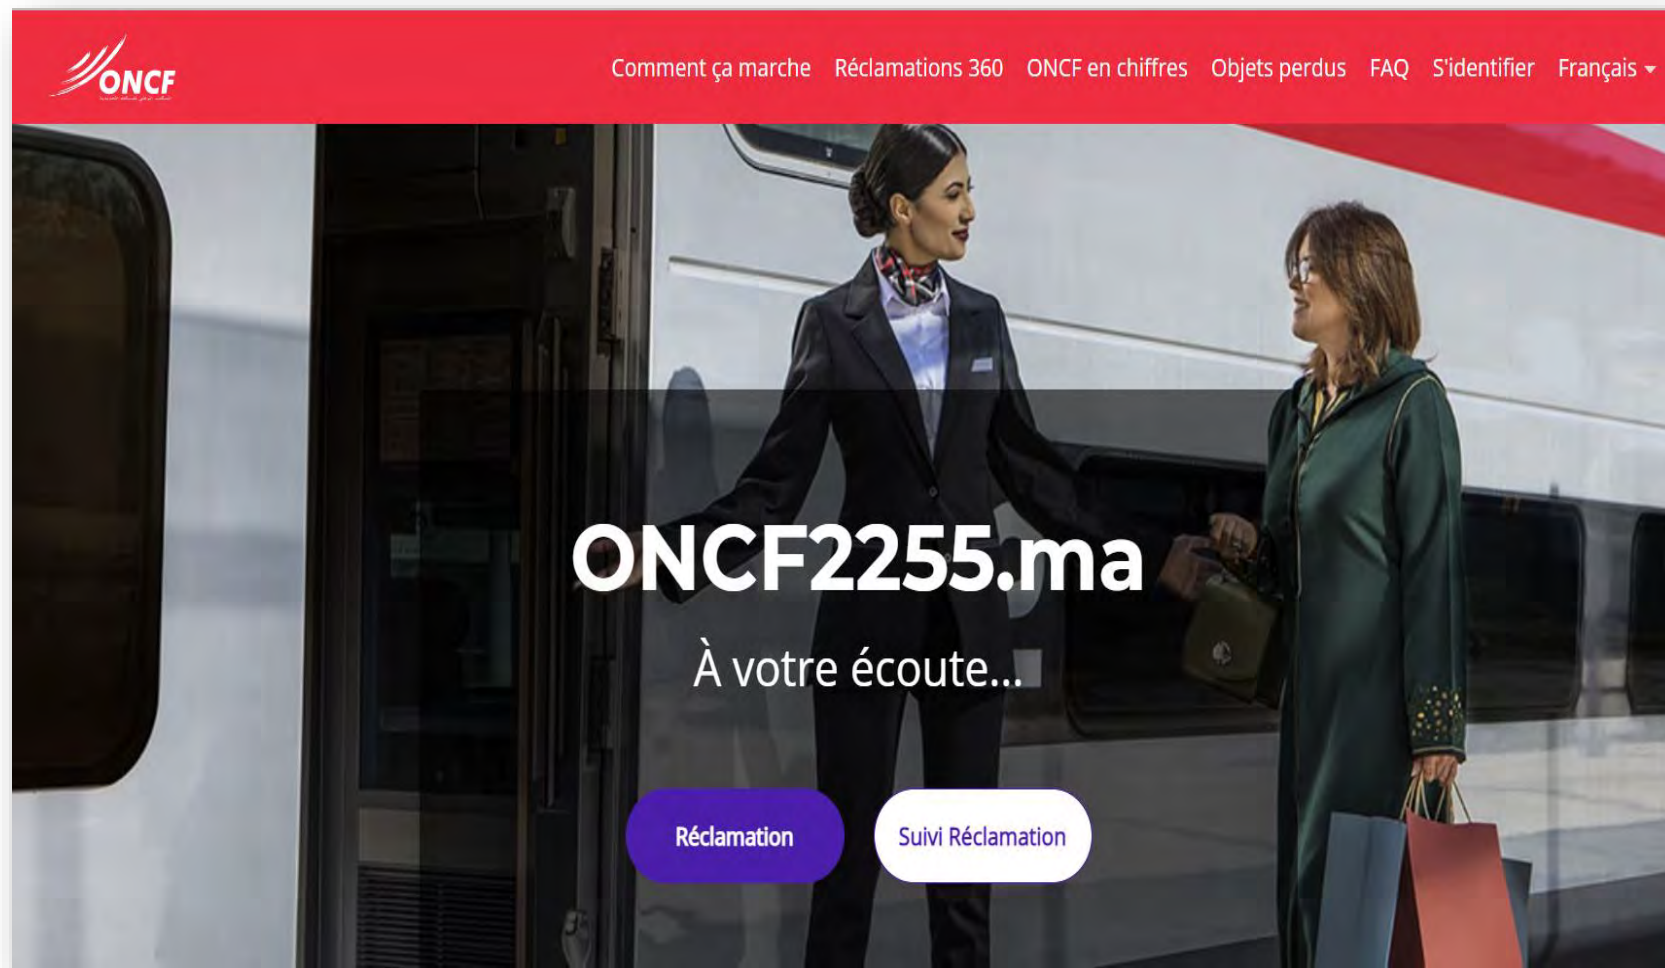 ONCF
Comment ça marche Réclamations 360 ONCF en chiffres Objets perdus FAQ S'identifier Français
ONCF2255.ma
À votre écoute...
Réclamation Suivi Réclamation